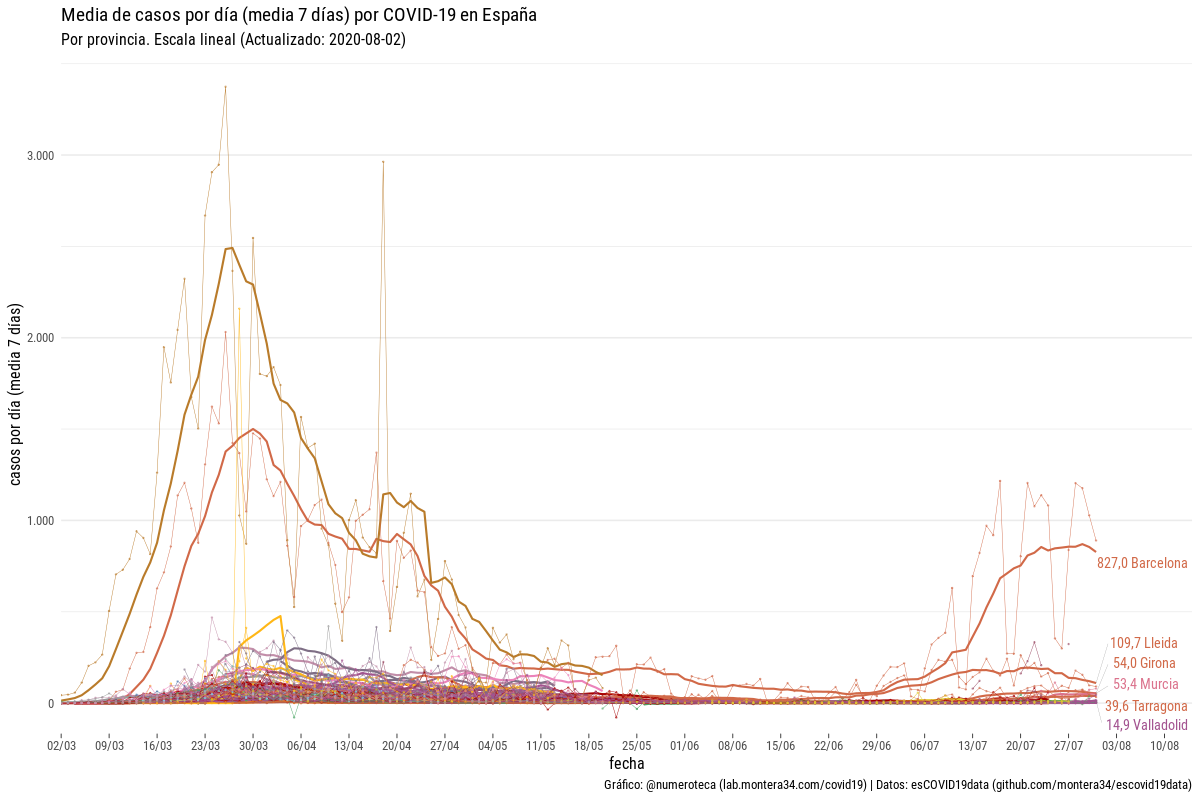 Media de casos por día (media 7 días) por COVID-19 en España
Por provincia. Escala lineal (Actualizado: 2020-08-02)
casos por día (media 7 días)
3.000
2.000
1.000
0
827,0 Barcelona
109,7 Lleida
54,0 Girona
53,4 Murcia
39,6 Tarragona
14,9 Valladolid
02/03 09/03 16/03 23/03 30/03 06/04 13/04 20/04 27/04 04/05 11/05 18/05 25/05 01/06 08/06 15/06 22/06 29/06 06/07 13/07 20/07 27/07 03/08 10/08
fecha
Gráfico: @numeroteca (lab.montera34.com/covid19) | Datos: esCOVID19data (github.com/montera34/escovid19data)